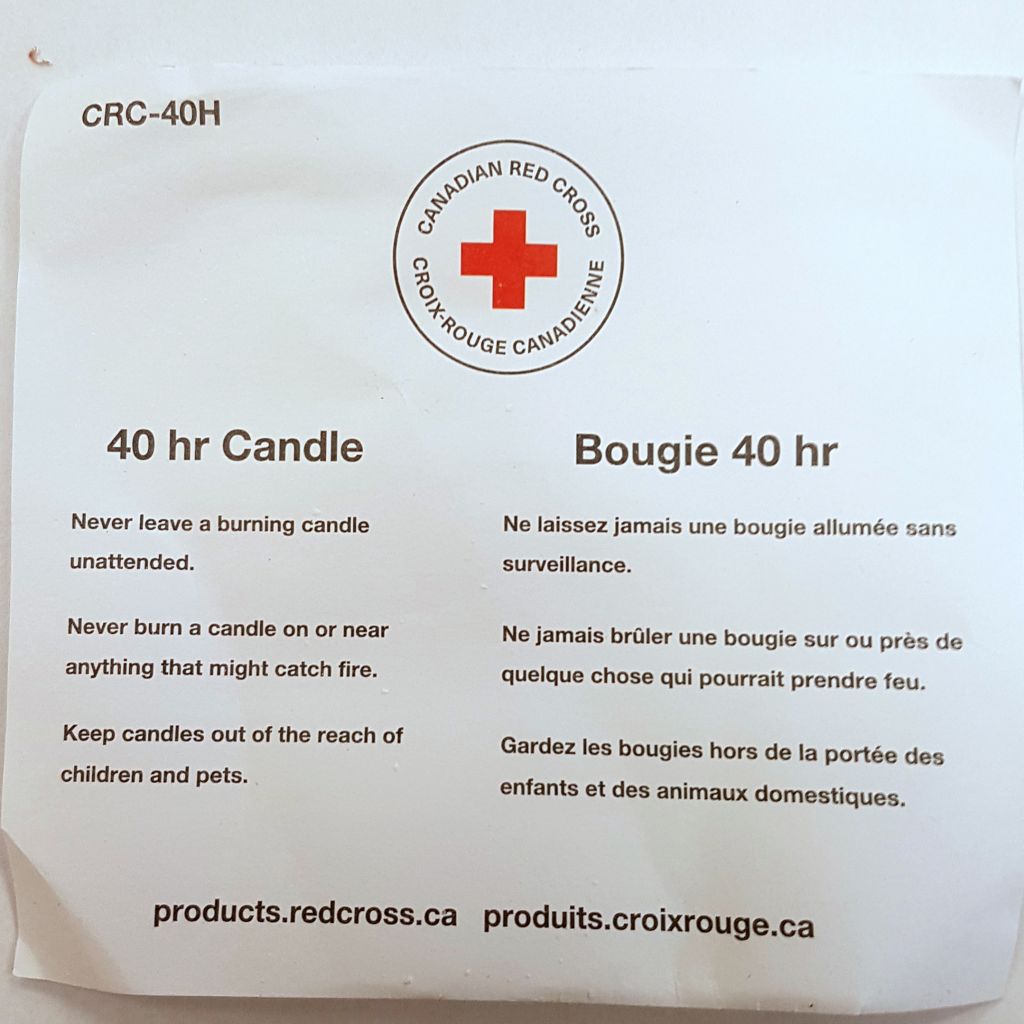 CRC-40H
CANADIAN RED CROSS
CROIX-ROUGE CANADIENNE
40 hr Candle
Never leave a burning candle
unattended.
Never burn a candle on or near
anything that might catch fire.
Keep candles out of the reach of
children and pets.
Bougie 40 hr
Ne laissez jamais une bougie allumée sans
surveillance.
Ne jamais brûler une bougie sur ou près de
quelque chose qui pourrait prendre feu.
Gardez les bougies hors de la portée des
enfants et des animaux domestiques.
products.redcross.ca produits.croixrouge.ca